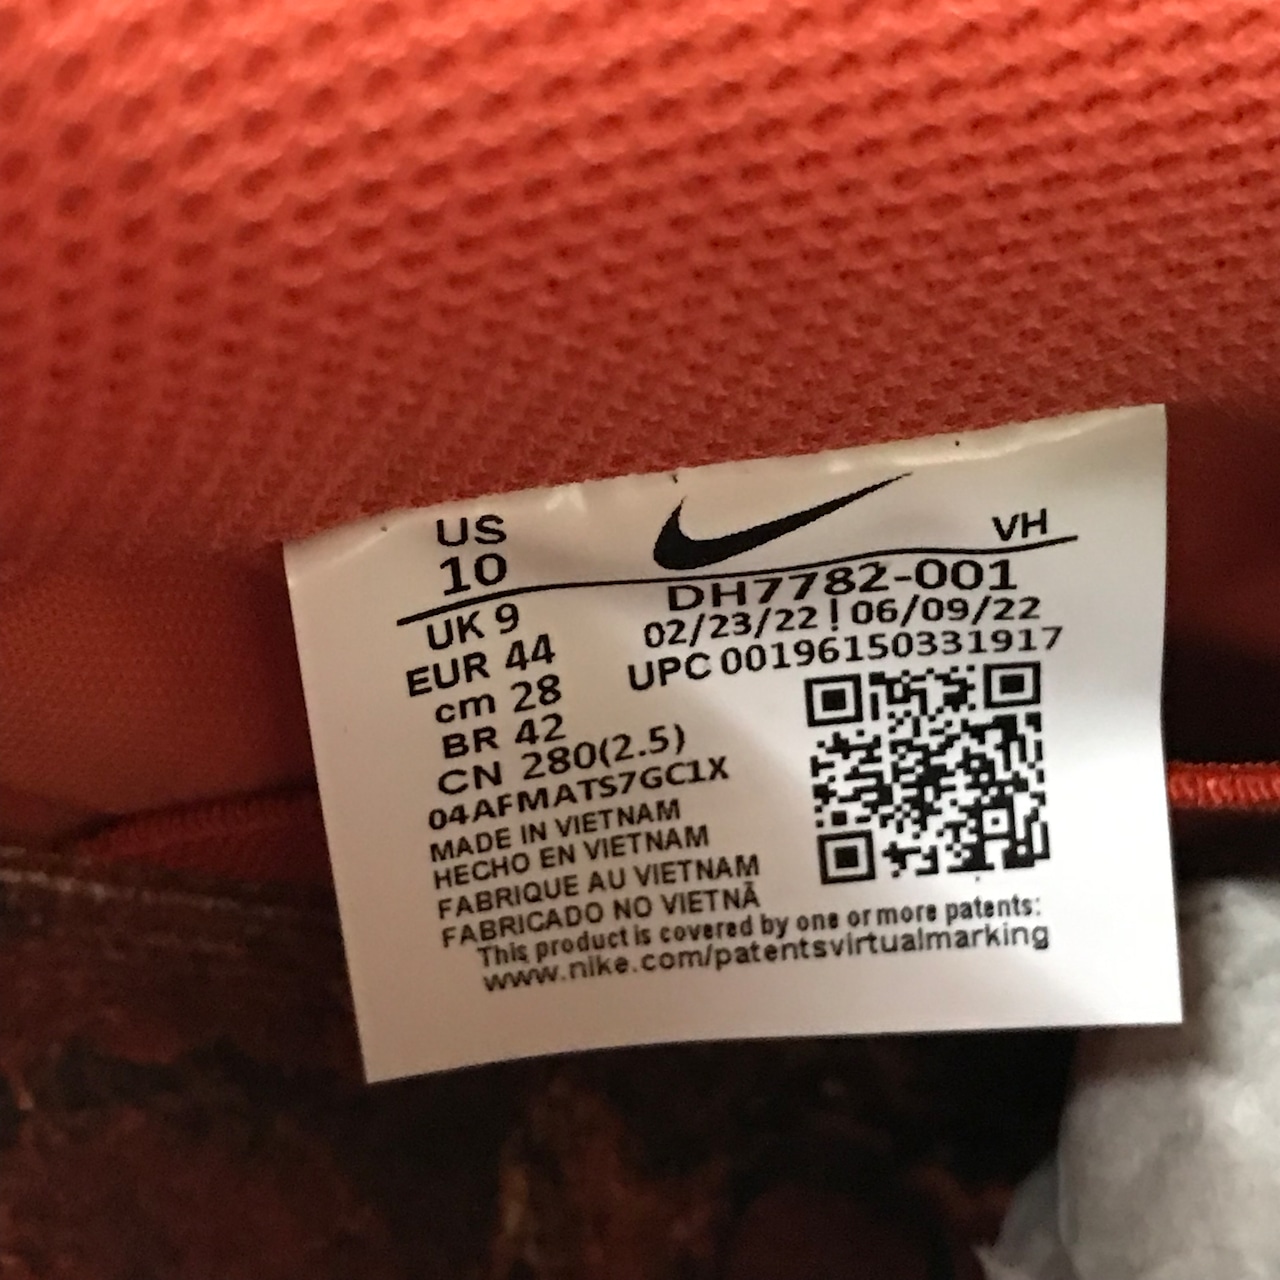 US
10
UK 9
EUR 44
cm 28
BR 42
CN 280(2.5)
04AFMATS7GC1X
MADE IN VIETNAM
HECHO EN VIETNAM
FABRIQUE AU VIETNAM
FABRICADO NO VIETNÃ
This product is covered by one or more patents:
www.nike.com/patentsvirtualmarking
VH
DH7782-001
02/23/22 | 06/09/22
UPC 00196150331917